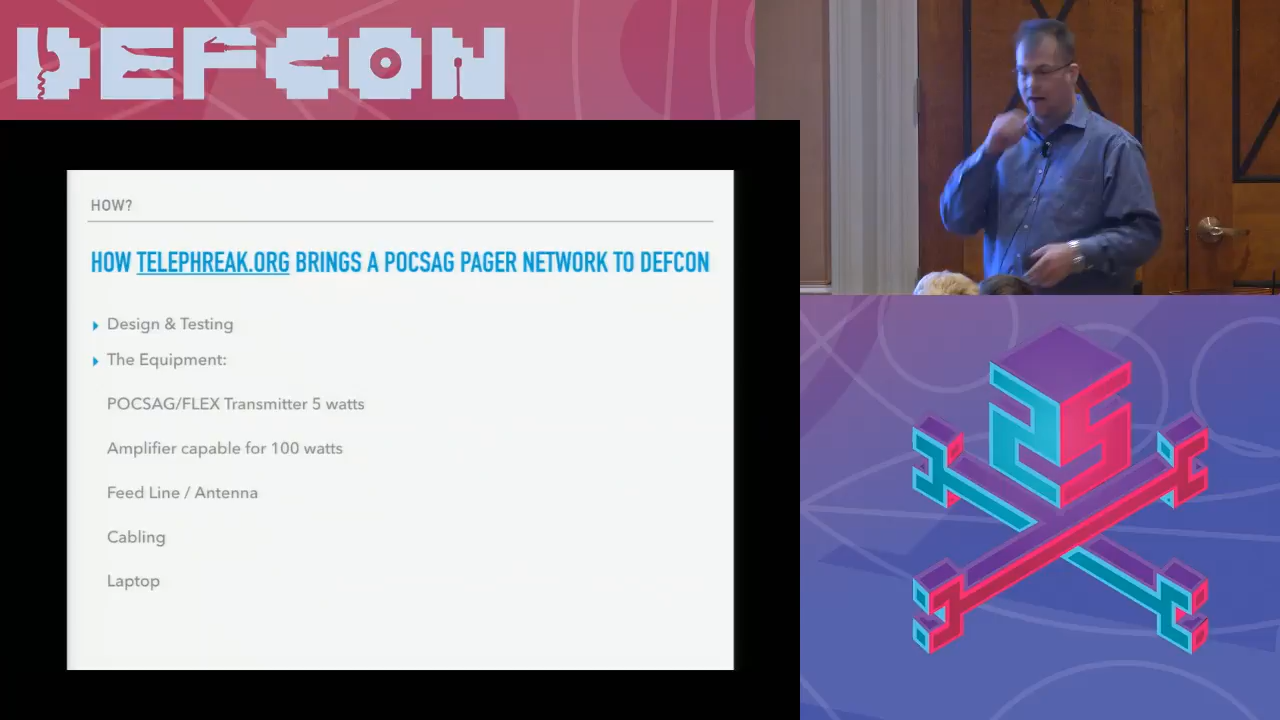 DEFCON
HOW?
HOW TELEPHREAK.ORG BRINGS A POCSAG PAGER NETWORK TO DEFCON
Design & Testing
The Equipment:
POCSAG/FLEX Transmitter 5 watts
Amplifier capable for 100 watts
Feed Line / Antenna
Cabling
Laptop
25